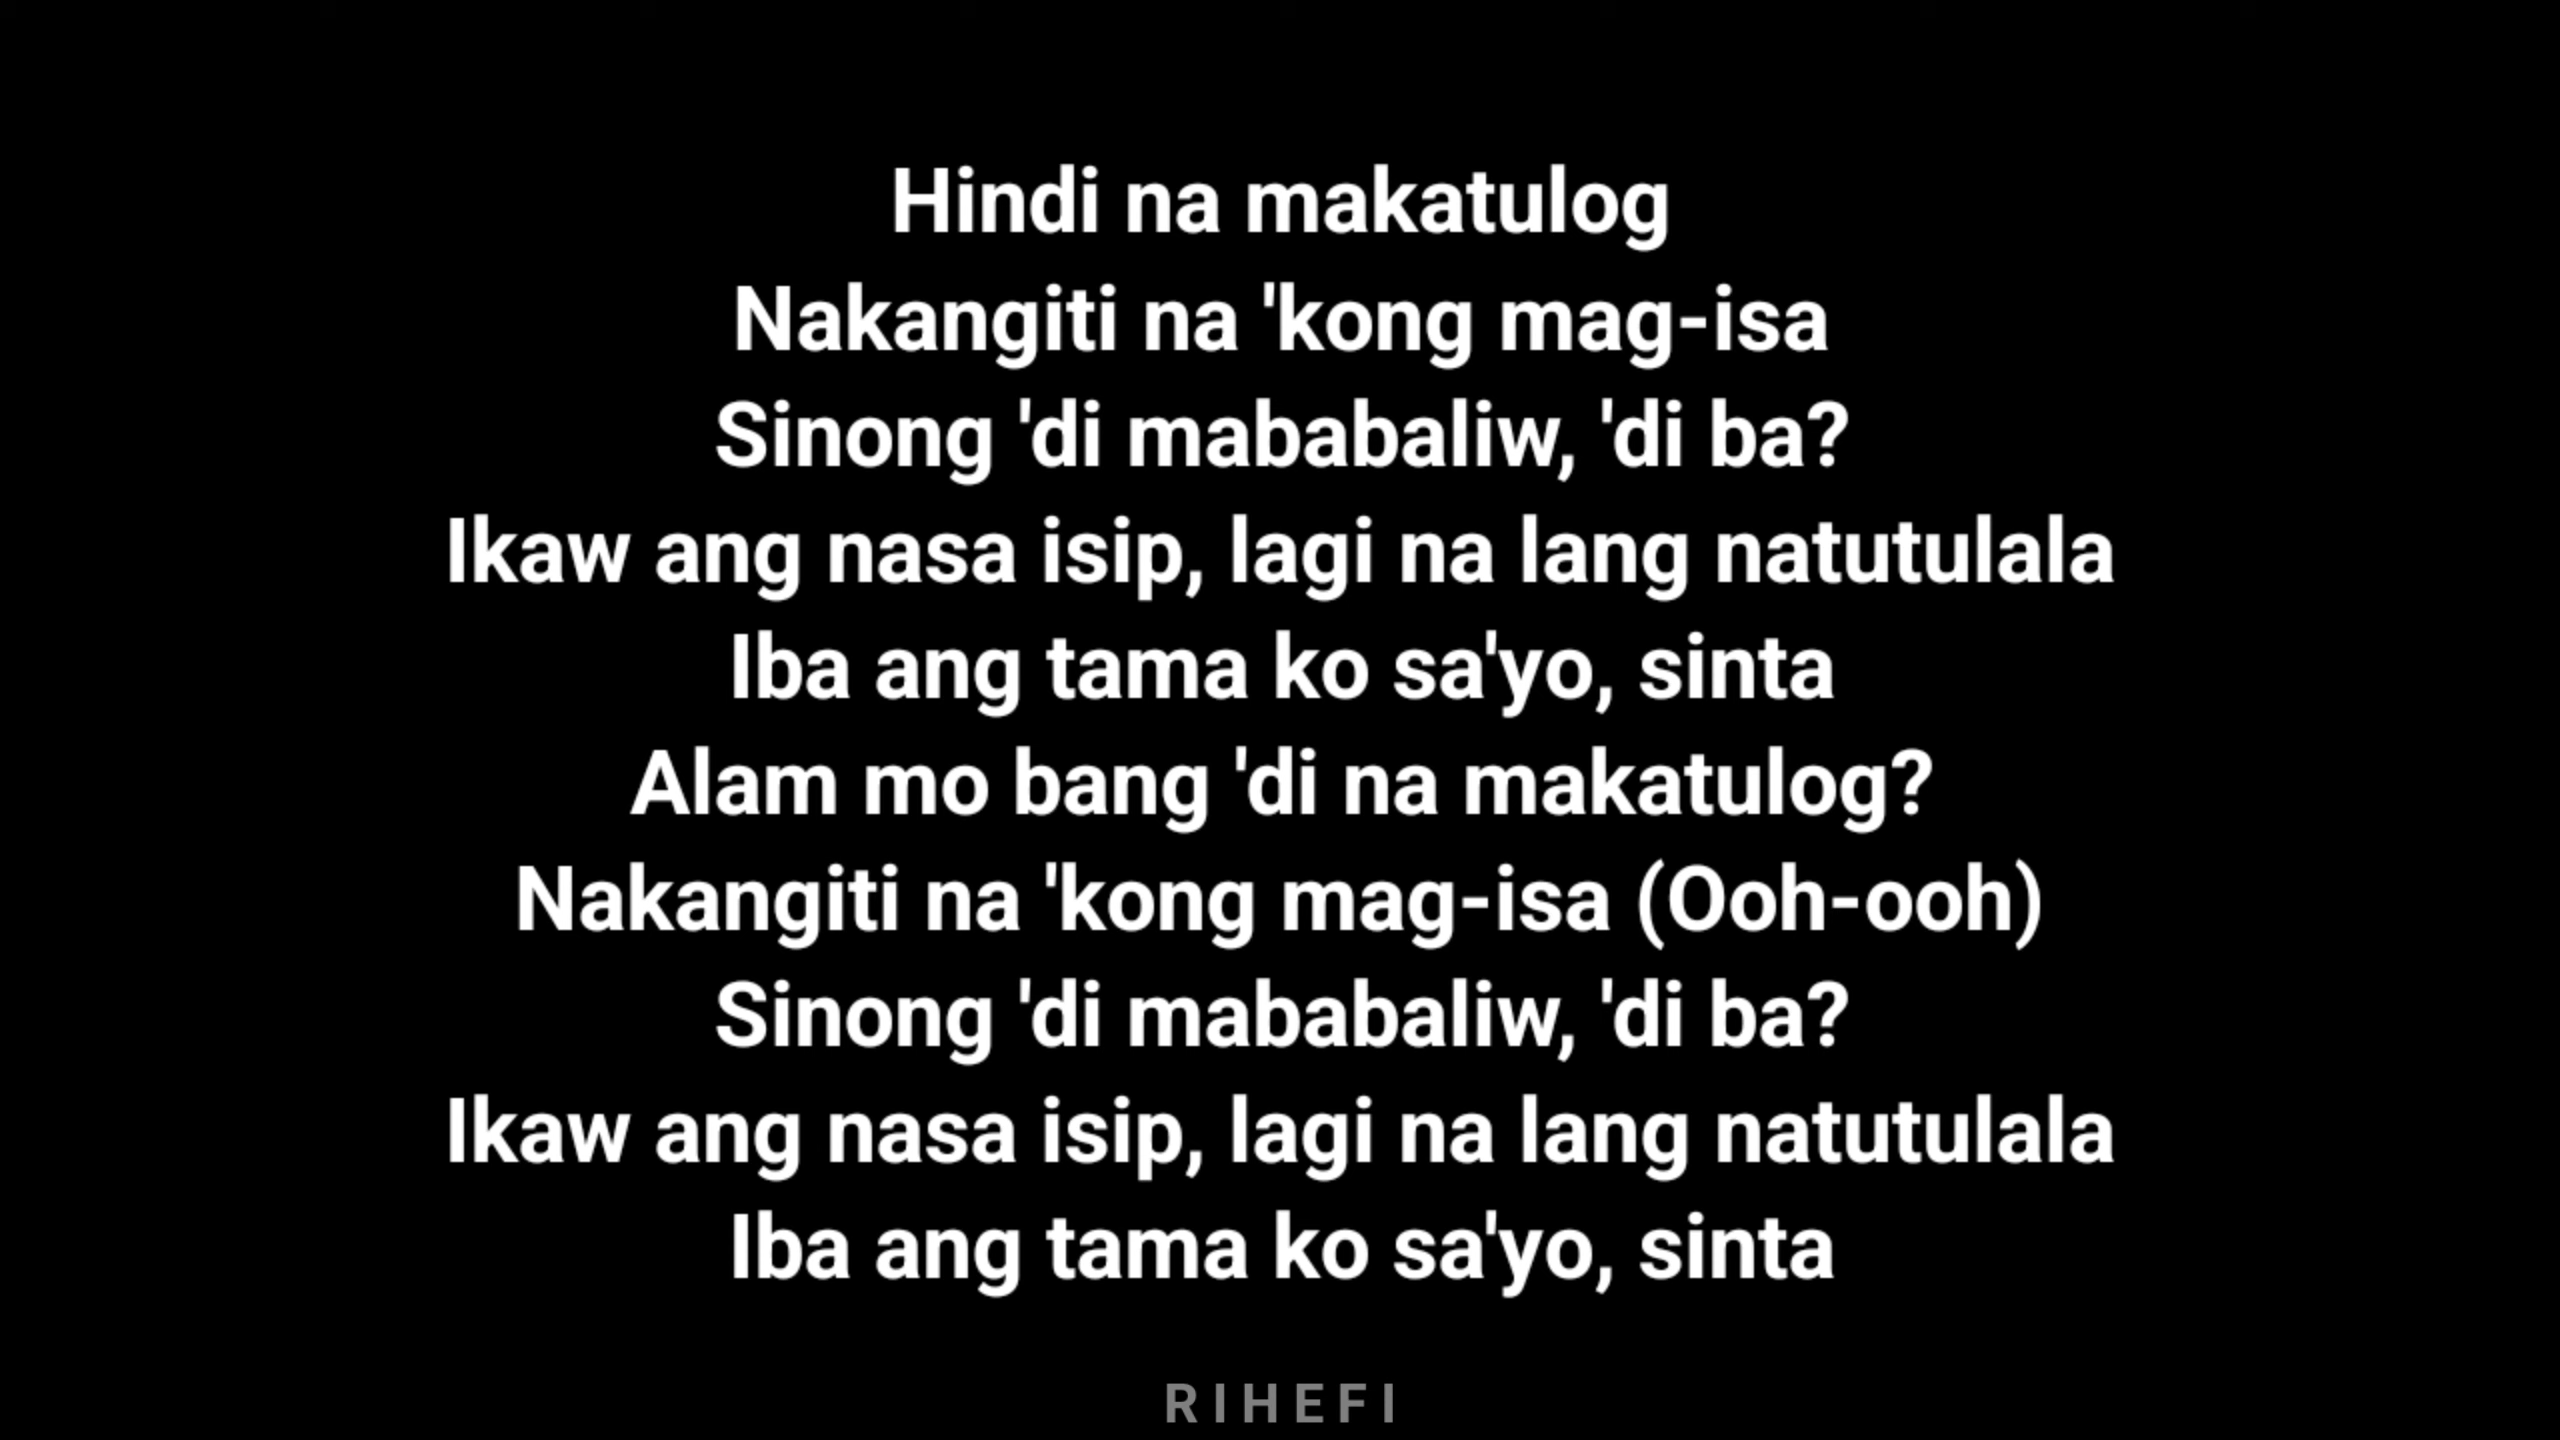 Hindi na makatulog
Nakangiti na 'kong mag-isa
Sinong 'di mababaliw, 'di ba?
Ikaw ang nasa isip, lagi na lang natutulala
Iba ang tama ko sa'yo, sinta
Alam mo bang 'di na makatulog?
Nakangiti na 'kong mag-isa (Ooh-ooh)
Sinong 'di mababaliw, 'di ba?
Ikaw ang nasa isip, lagi na lang natutulala
Iba ang tama ko sa'yo, sinta
RIHEFI